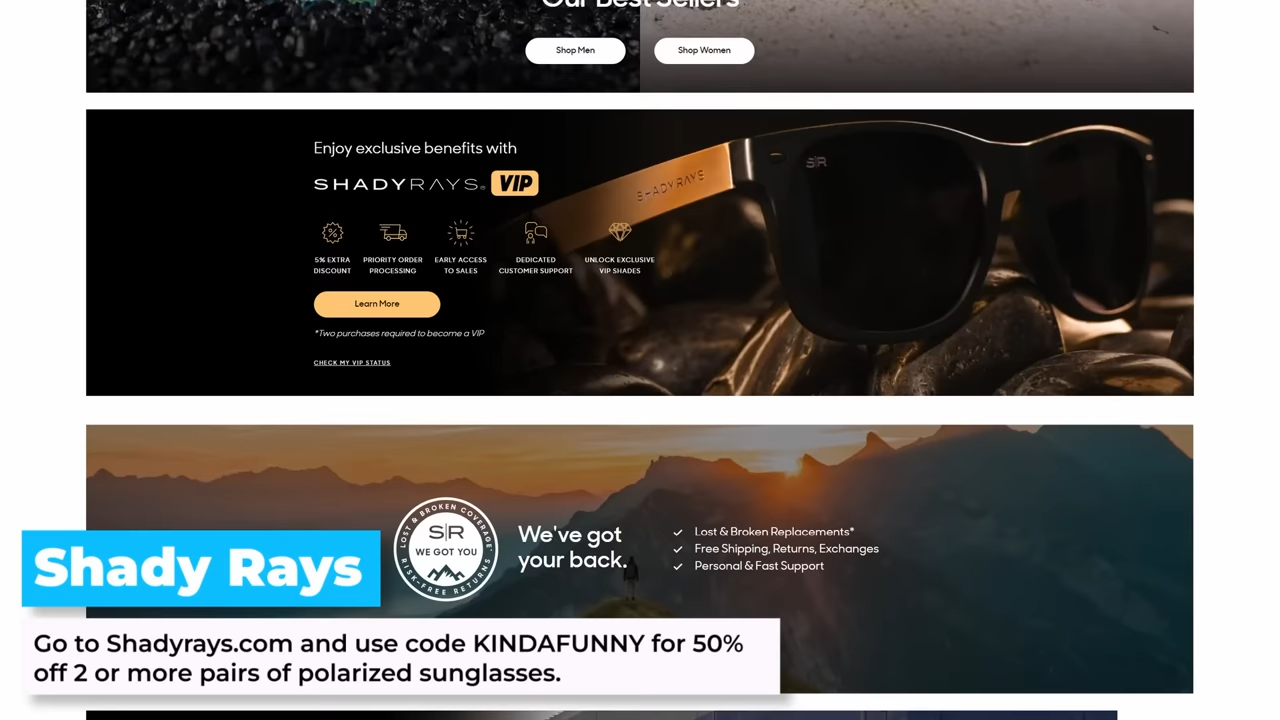 Our Best Sellers
Shop Men
Shop Women
Enjoy exclusive benefits with
SHADYRAYS® VIP
5% EXTRA DISCOUNT
PRIORITY ORDER PROCESSING
EARLY ACCESS TO SALES
DEDICATED CUSTOMER SUPPORT
UNLOCK EXCLUSIVE VIP SHADES
Learn More
*Two purchases required to become a VIP
CHECK MY VIP STATUS
SHADYRAYS
S|R
LOST & BROKEN COVERAGE*
S|R
WE GOT YOU
RISK-FREE RETURNS
We've got
your back.
Lost & Broken Replacements*
Free Shipping, Returns, Exchanges
Personal & Fast Support
Shady Rays
Go to Shadyrays.com and use code KINDAFUNNY for 50%
off 2 or more pairs of polarized sunglasses.